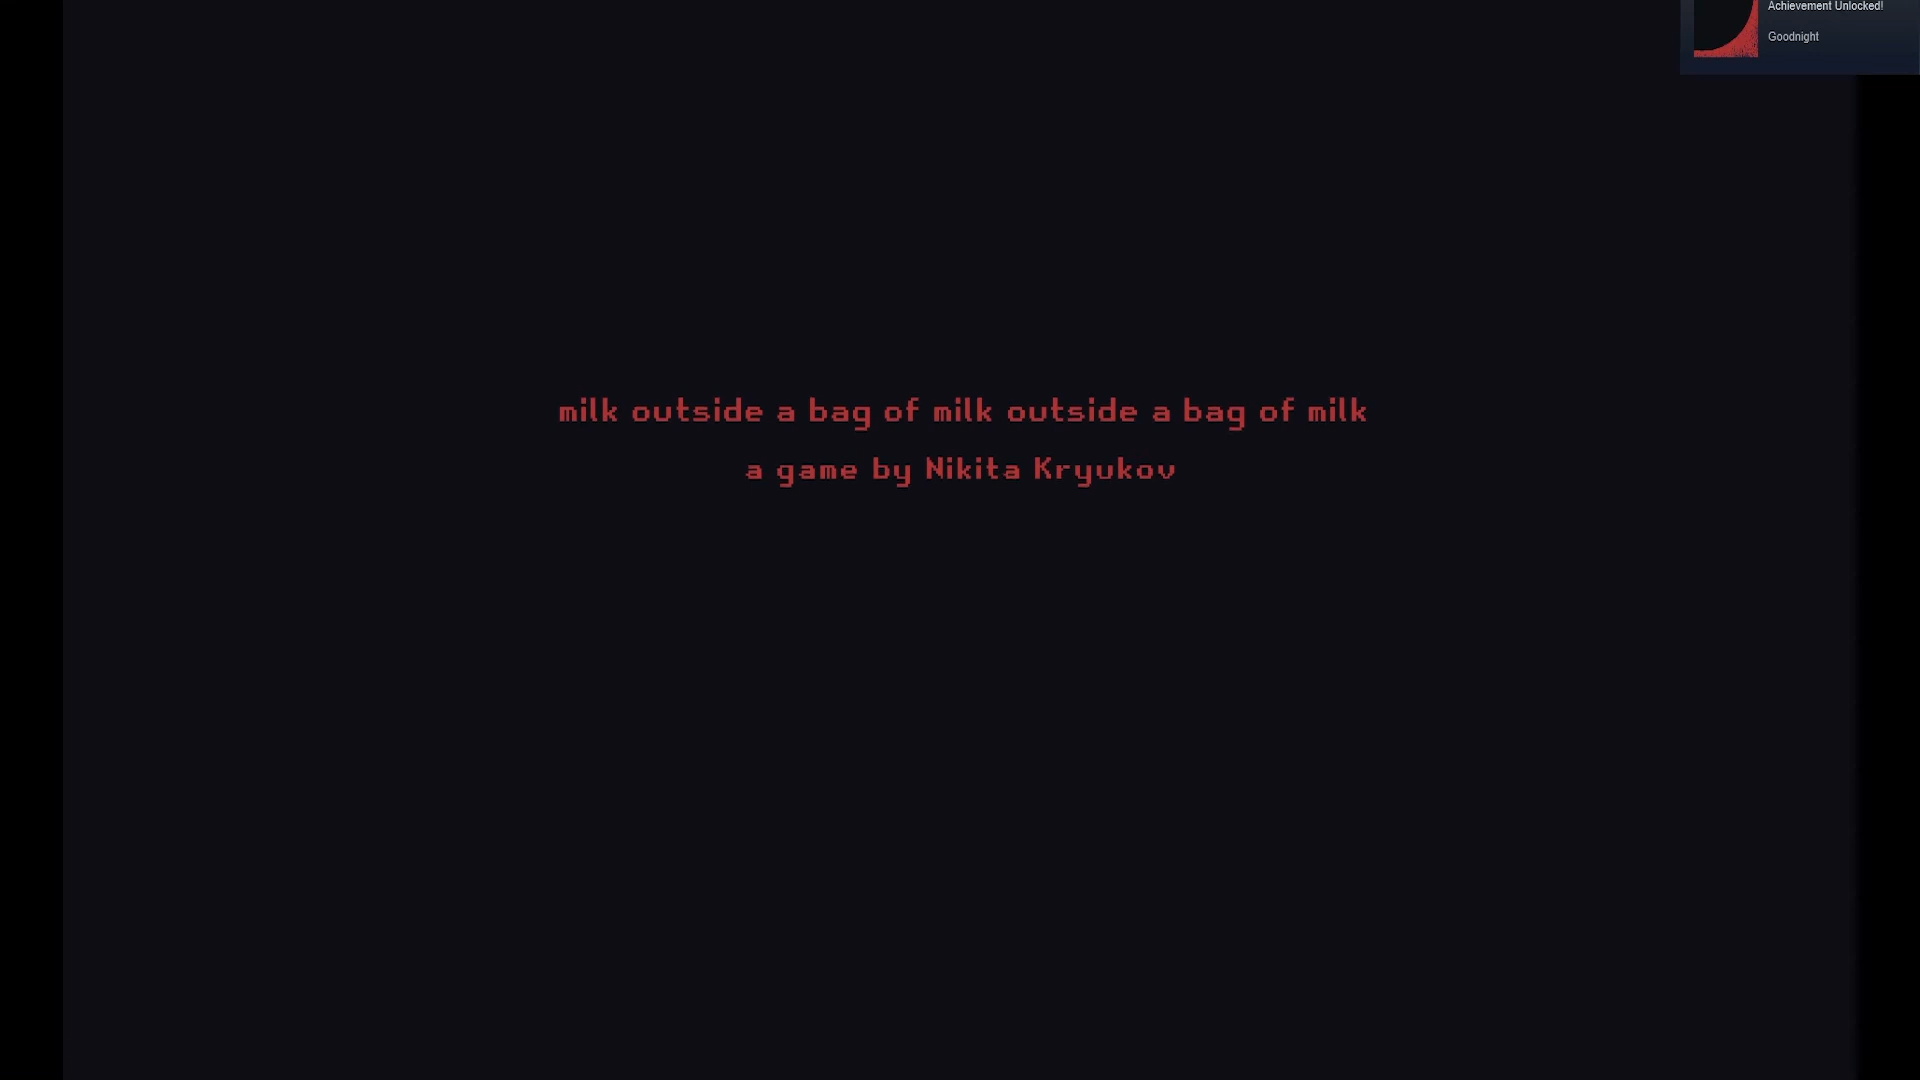 Achievement Unlocked!
Goodnight
milk outside a bag of milk outside a bag of milk
a game by Nikita Kryukov